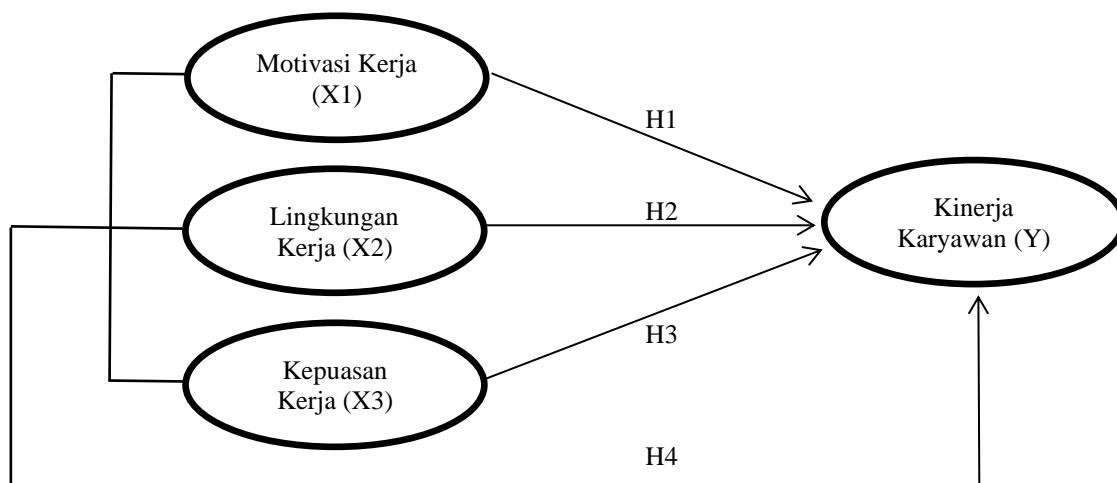 Motivasi Kerja
(X1)
H1
Lingkungan
Kerja (X2)
H2
Kinerja
Karyawan (Y)
Kepuasan
Kerja (X3)
H3
H4